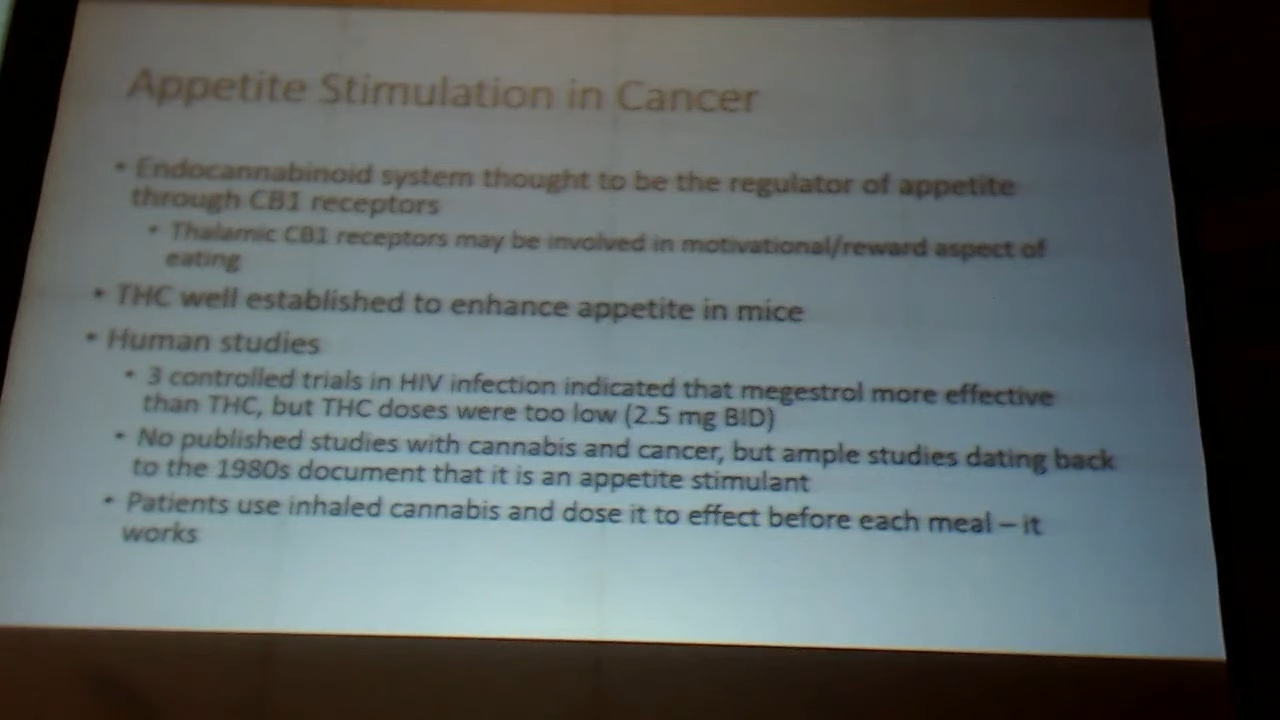 Appetite Stimulation in Cancer
• Endocannabinoid system thought to be the regulator of appetite
through CB1 receptors
• Thalamic CB1 receptors may be involved in motivational/reward aspect of
eating
• THC well established to enhance appetite in mice
• Human studies
• 3 controlled trials in HIV infection indicated that megestrol more effective
than THC, but THC doses were too low (2.5 mg BID)
• No published studies with cannabis and cancer, but ample studies dating back
to the 1980s document that it is an appetite stimulant
• Patients use inhaled cannabis and dose it to effect before each meal – it
works